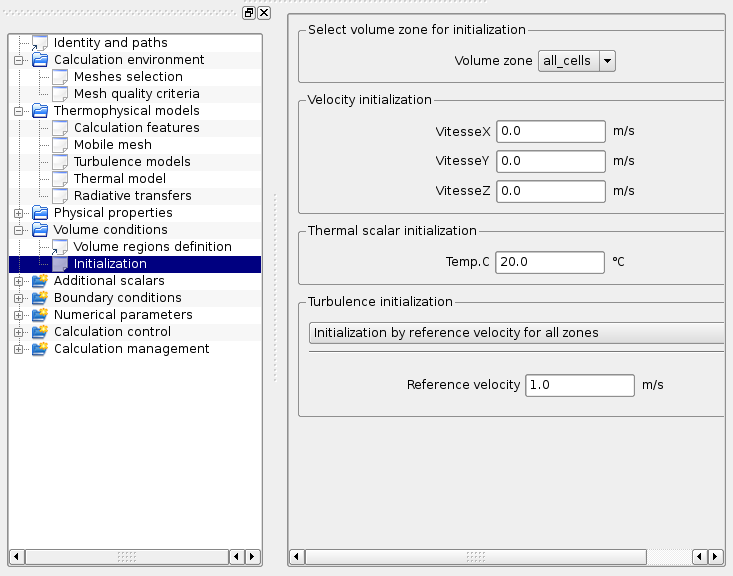 Identity and paths
Calculation environment
Meshes selection
Mesh quality criteria
Thermophysical models
Calculation features
Mobile mesh
Turbulence models
Thermal model
Radiative transfers
Physical properties
Volume conditions
Volume regions definition
Initialization
Additional scalars
Boundary conditions
Numerical parameters
Calculation control
Calculation management
Select volume zone for initialization
Volume zone all_cells
Velocity initialization
VitesseX 0.0 m/s
VitesseY 0.0 m/s
VitesseZ 0.0 m/s
Thermal scalar initialization
Temp.C 20.0 °C
Turbulence initialization
Initialization by reference velocity for all zones
Reference velocity 1.0 m/s